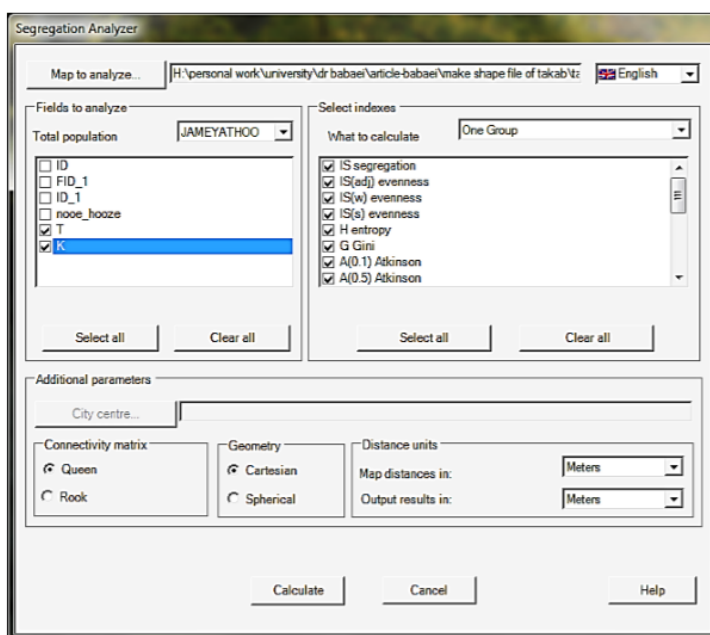 Segregation Analyzer
Map to analyze... H:\personal work\university\dr babaei\article-babaei\make shape file of takab\ta English
Fields to analyze
Total population JAMEYATHOO
ID
FID_1
ID_1
nooe_hooze
T
K
Select all Clear all
Select indexes
What to calculate One Group
IS segregation
IS(adj) evenness
IS(w) evenness
IS(s) evenness
H entropy
G Gini
A(0.1) Atkinson
A(0.5) Atkinson
Select all Clear all
Additional parameters
City centre...
Connectivity matrix
Queen
Rook
Geometry
Cartesian
Spherical
Distance units
Map distances in: Meters
Output results in: Meters
Calculate Cancel Help